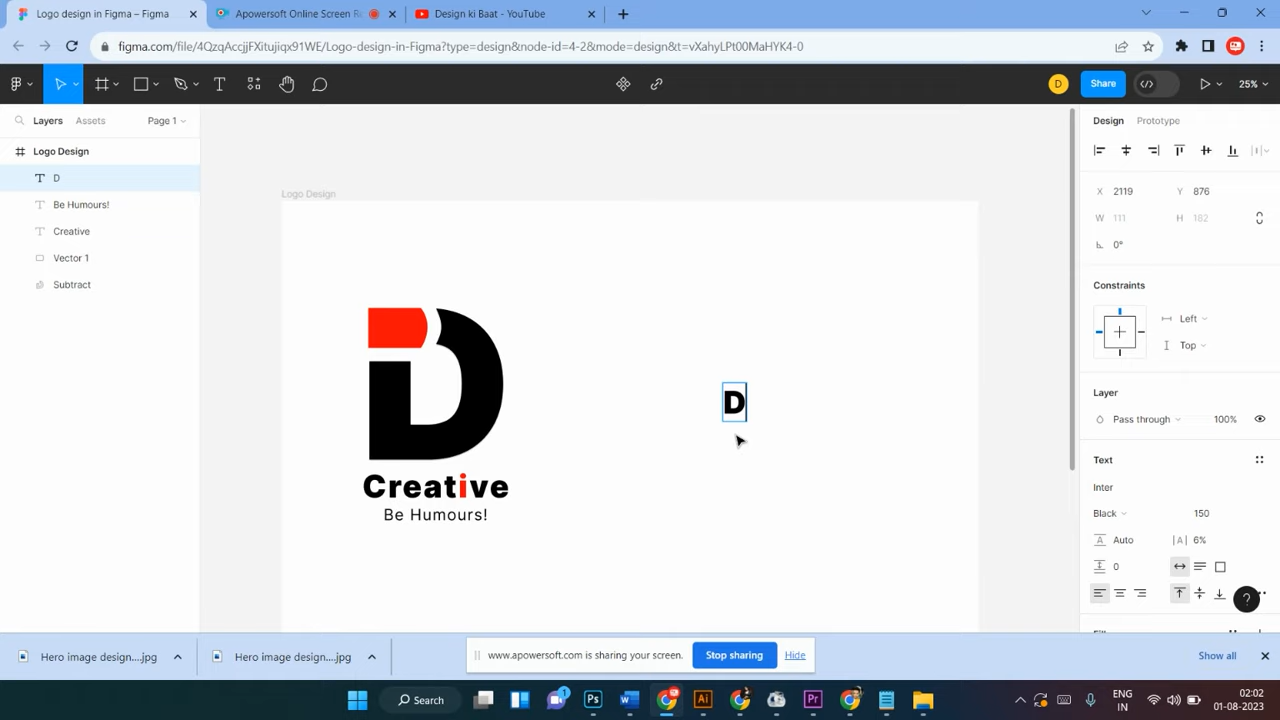 Logo design in Figma – Figma
Apowersoft Online Screen Re
Design ki Baat - YouTube
figma.com/file/4QzqAccjjFXitujiqx91WE/Logo-design-in-Figma?type=design&node-id=4-2&mode=design&t=vXahyLPt00MaHYK4-0
D
Share
25%
Layers
Assets
Page 1
Design
Prototype
Logo Design
D
Be Humours!
Creative
Vector 1
Subtract
Logo Design
D
Creative
Be Humours!
D
X 2119
Y 876
W 111
H 182
0°
Constraints
Left
Top
Layer
Pass through
100%
Text
Inter
Black
150
Auto
|A| 6%
0
Fill
?
Hero image design....jpg
Hero image design....jpg
www.apowersoft.com is sharing your screen.
Stop sharing
Hide
Show all
Search
1
Ps
W
Ai
Pr
ENG
IN
02:02
01-08-2023